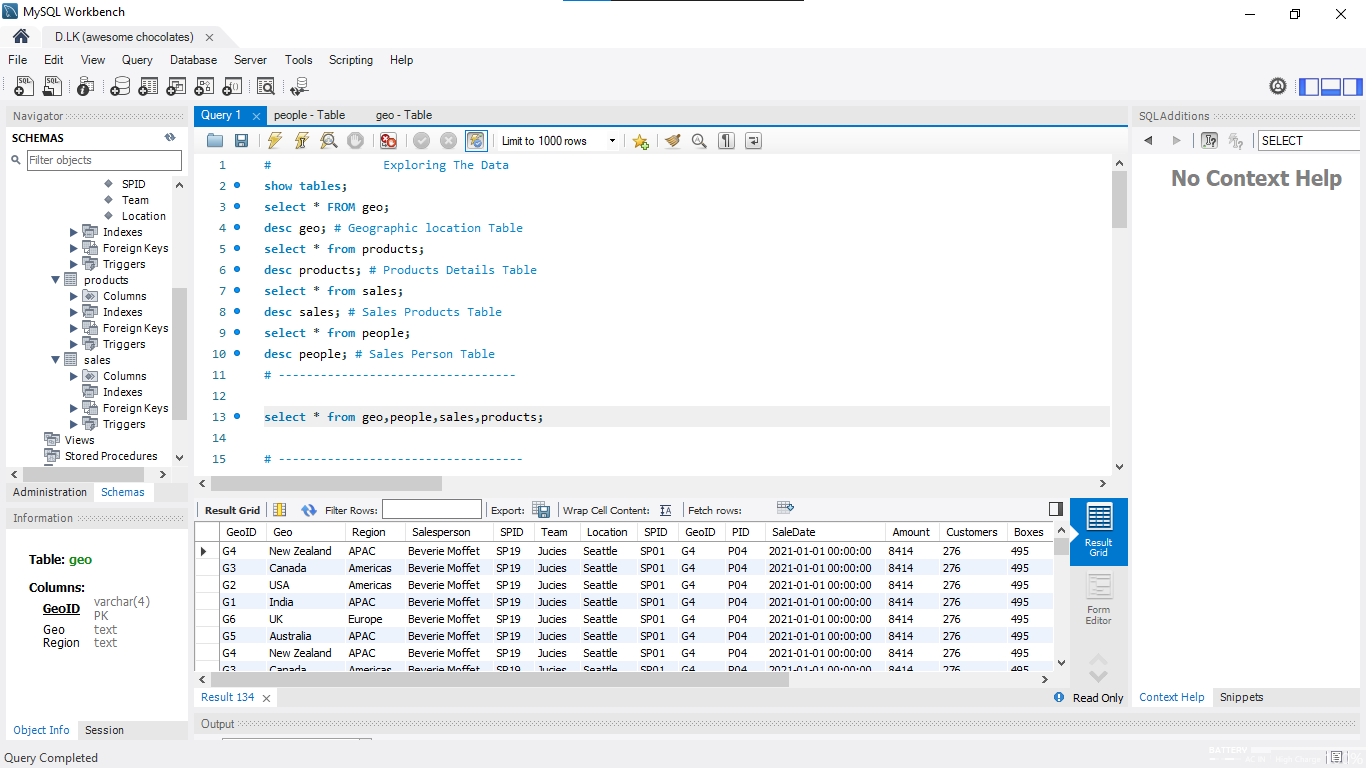 MySQL Workbench
D.LK (awesome chocolates)
File Edit View Query Database Server Tools Scripting Help
Navigator
SCHEMAS
Filter objects
SPID
Team
Location
Indexes
Foreign Keys
Triggers
products
Columns
Indexes
Foreign Keys
Triggers
sales
Columns
Indexes
Foreign Keys
Triggers
Views
Stored Procedures
Administration Schemas
Information
Table: geo
Columns:
GeoID varchar(4) PK
Geo text
Region text
Object Info Session
Query 1 people - Table geo - Table
Limit to 1000 rows
1 # Exploring The Data
2 show tables;
3 select * FROM geo;
4 desc geo; # Geographic location Table
5 select * from products;
6 desc products; # Products Details Table
7 select * from sales;
8 desc sales; # Sales Products Table
9 select * from people;
10 desc people; # Sales Person Table
11 # ----------------------------------
12
13 select * from geo,people,sales,products;
14
15 # -----------------------------------
Result Grid Filter Rows: Export: Wrap Cell Content: Fetch rows:
GeoID Geo Region Salesperson SPID Team Location SPID GeoID PID SaleDate Amount Customers Boxes
G4 New Zealand APAC Beverie Moffet SP19 Jucies Seattle SP01 G4 P04 2021-01-01 00:00:00 8414 276 495
G3 Canada Americas Beverie Moffet SP19 Jucies Seattle SP01 G4 P04 2021-01-01 00:00:00 8414 276 495
G2 USA Americas Beverie Moffet SP19 Jucies Seattle SP01 G4 P04 2021-01-01 00:00:00 8414 276 495
G1 India APAC Beverie Moffet SP19 Jucies Seattle SP01 G4 P04 2021-01-01 00:00:00 8414 276 495
G6 UK Europe Beverie Moffet SP19 Jucies Seattle SP01 G4 P04 2021-01-01 00:00:00 8414 276 495
G5 Australia APAC Beverie Moffet SP19 Jucies Seattle SP01 G4 P04 2021-01-01 00:00:00 8414 276 495
G4 New Zealand APAC Beverie Moffet SP19 Jucies Seattle SP01 G4 P04 2021-01-01 00:00:00 8414 276 495
G3 Canada Americas Beverie Moffet SP19 Jucies Seattle SP01 G4 P04 2021-01-01 00:00:00 8414 276 495
Result Grid
Form Editor
Result 134
Read Only
Output
SQLAdditions
SELECT
No Context Help
Context Help Snippets
Query Completed
BATTERY